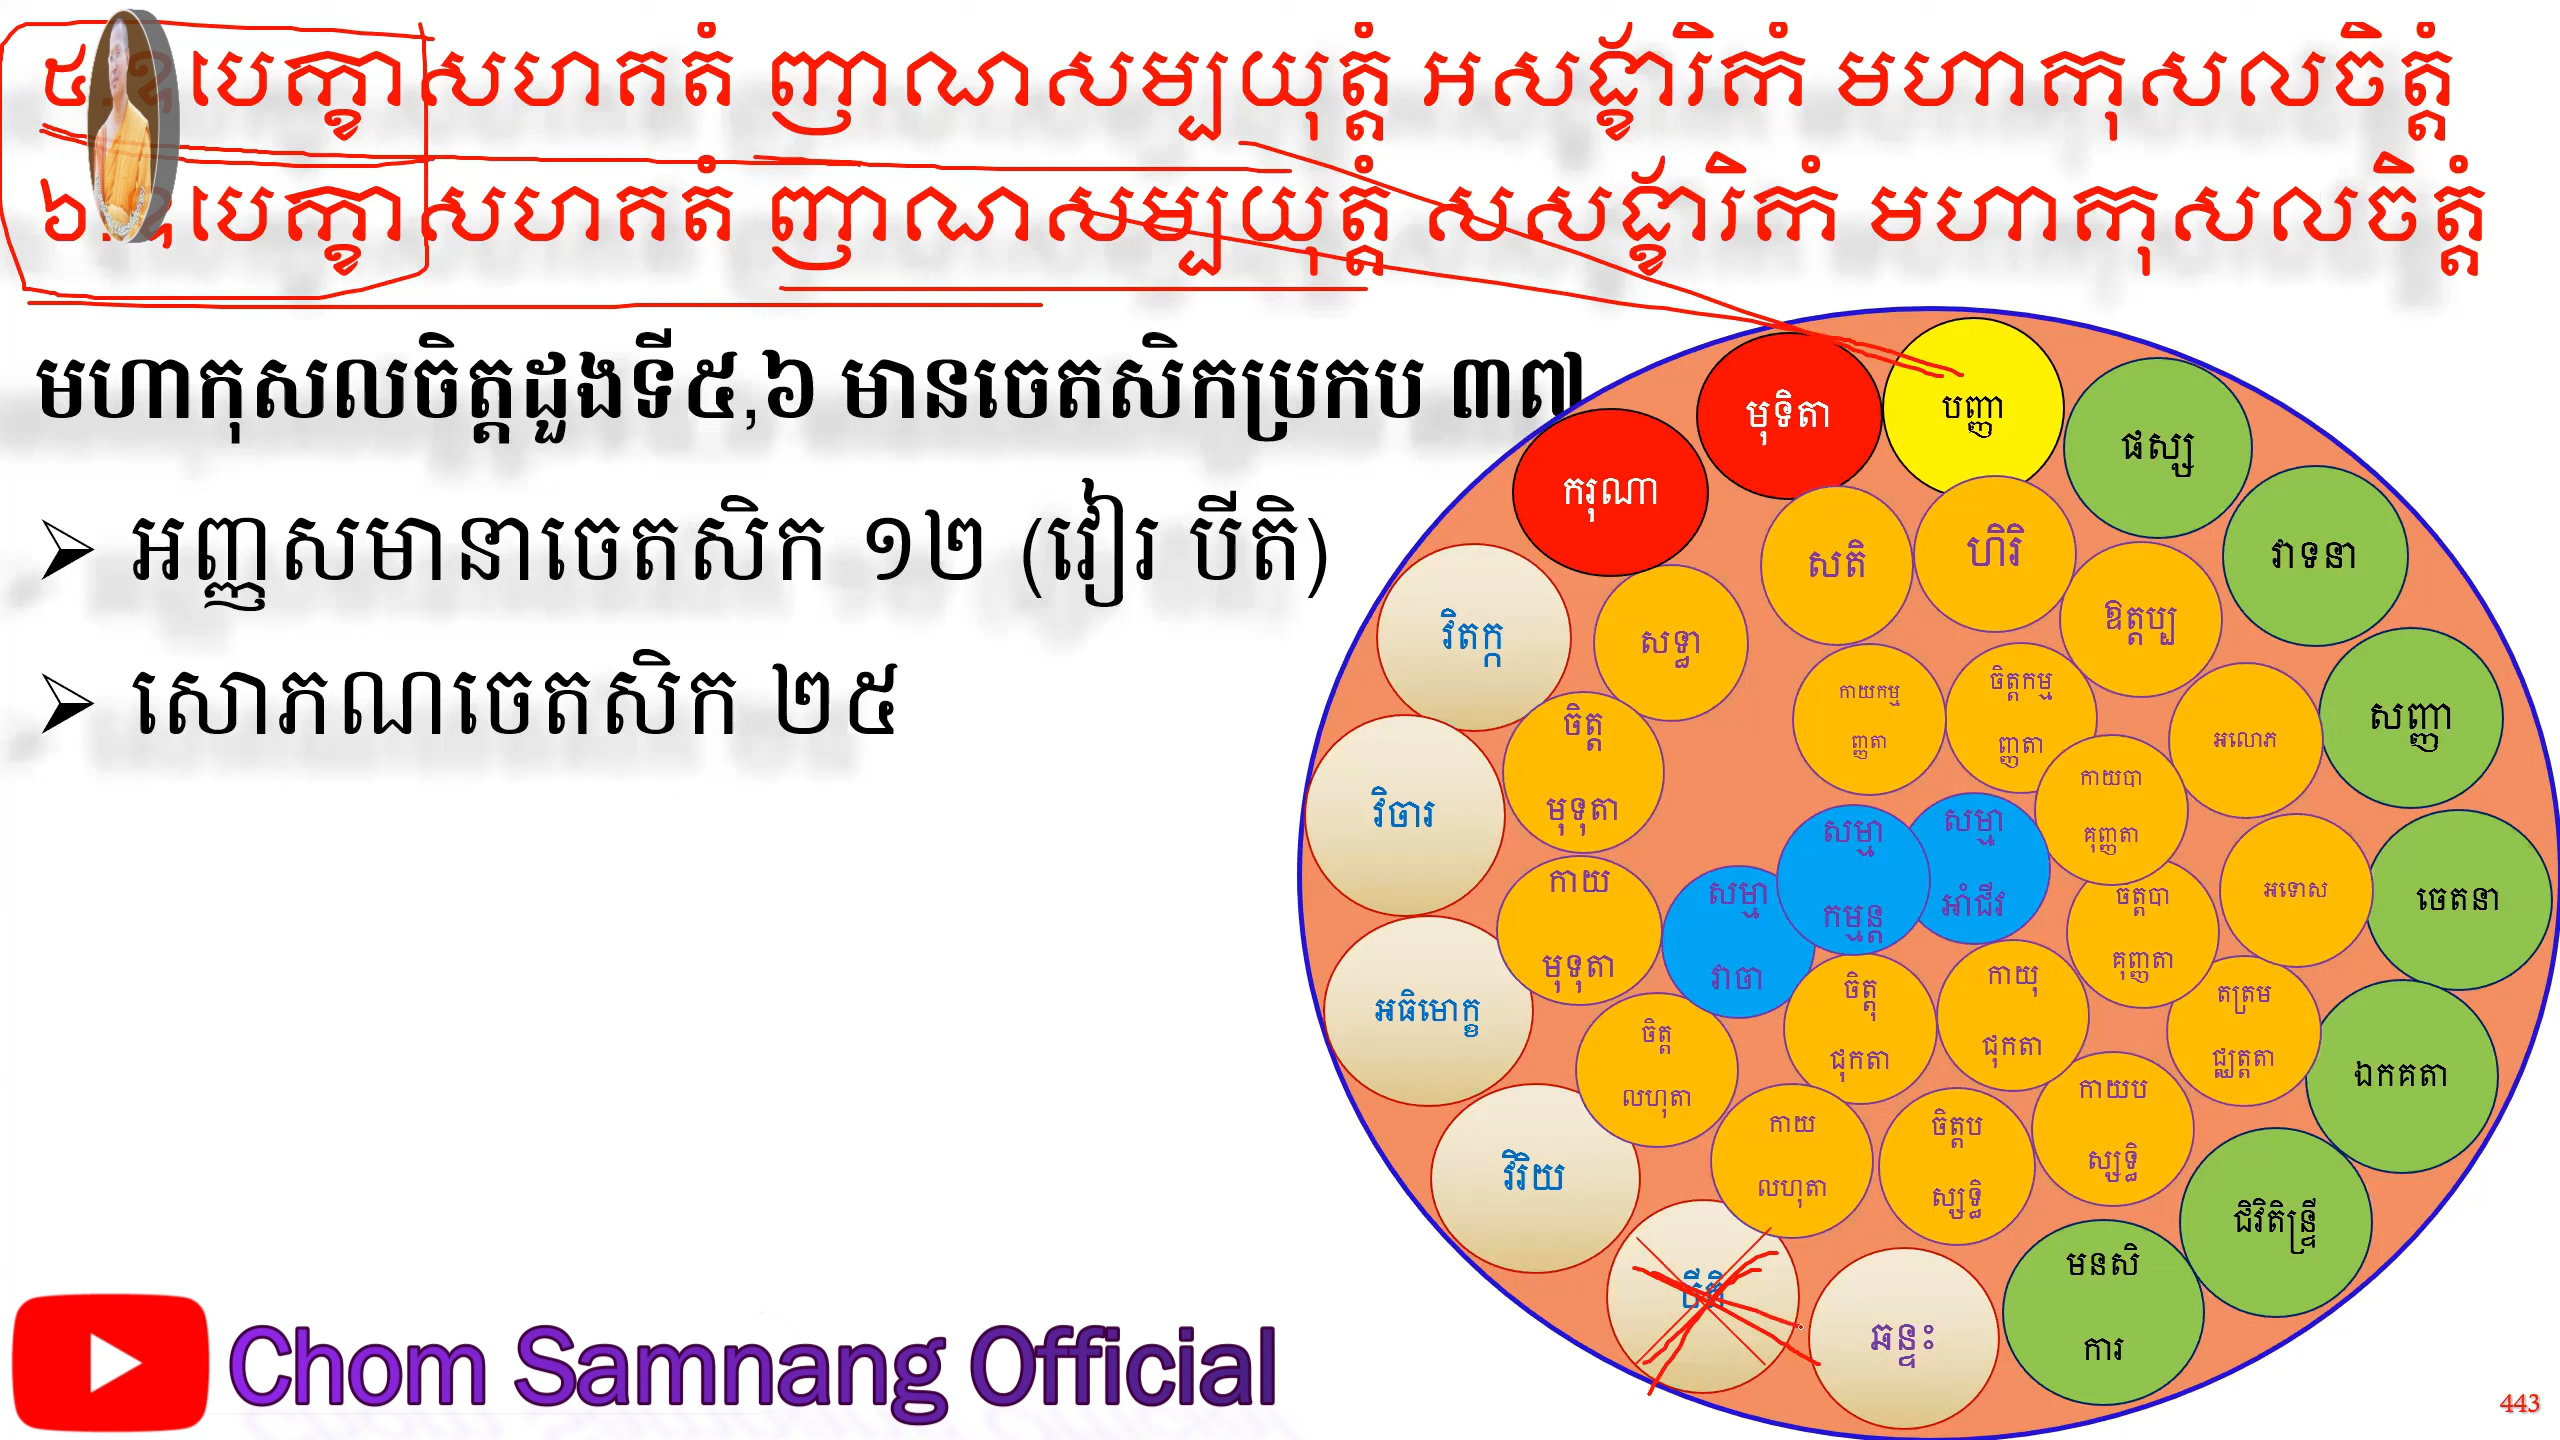 ៥.ឧបេក្ខាសហគតំ ញាណសម្បយុត្តំ អសង្ខារិកំ មហាកុសលចិត្តំ
៦.ឧបេក្ខាសហគតំ ញាណសម្បយុត្តំ សសង្ខារិកំ មហាកុសលចិត្តំ
មហាកុសលចិត្តដួងទី៥,៦ មានចេតសិកប្រកប ៣៧
➢ អញ្ញសមានាចេតសិក ១២ (វៀរ បីតិ)
➢ សោភណចេតសិក ២៥
មុទិតា
បញ្ញា
ករុណា
ផស្ស
វេទនា
សញ្ញា
ចេតនា
ឯកគតា
ជិវិតិន្ទ្រី
មនសិ
ការ
ឆន្ទះ
បីតិ
វិរិយ
អធិមោក្ខ
វិចារ
វិតក្ក
សទ្ធា
សតិ
ហិរិ
ឱត្តប្ប
អលោភ
អទោស
តត្រម
ជ្ឈត្តតា
កាយប
ស្សទ្ធិ
ចិត្តប
ស្សទ្ធិ
កាយ
លហុតា
ចិត្ត
លហុតា
កាយ
មុទុតា
ចិត្ត
មុទុតា
កាយកម្ម
ញ្ញតា
ចិត្តកម្ម
ញ្ញតា
កាយបា
គុញ្ញតា
ចិត្តបា
គុញ្ញតា
កាយុ
ជុកតា
ចិត្តុ
ជុកតា
សម្មា
វាចា
សម្មា
កម្មន្ត
សម្មា
អាជីវ
Chom Samnang Official
443